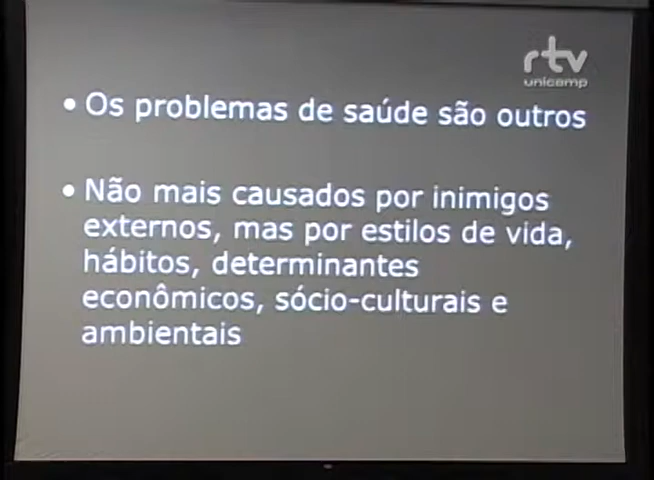 rtv
unicamp
• Os problemas de saúde são outros
• Não mais causados por inimigos
externos, mas por estilos de vida,
hábitos, determinantes
econômicos, sócio-culturais e
ambientais